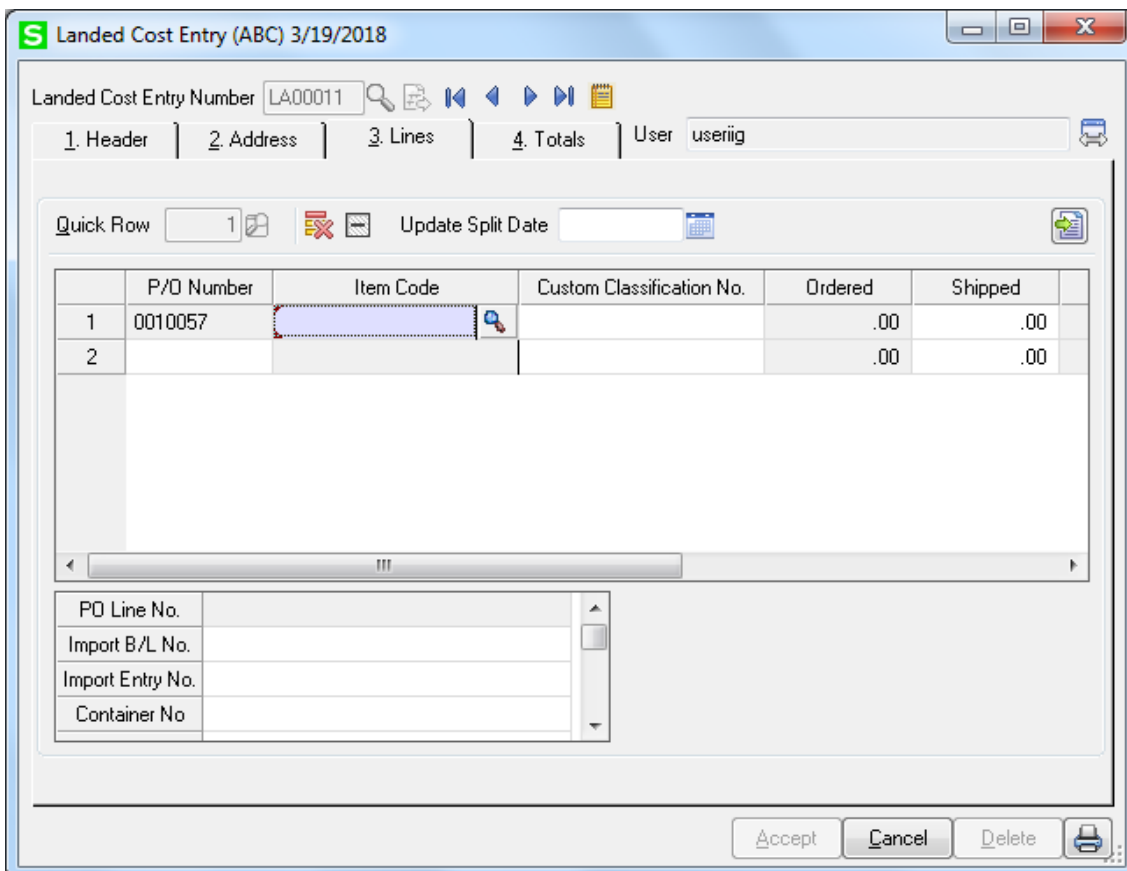 S Landed Cost Entry (ABC) 3/19/2018
Landed Cost Entry Number LA00011
1. Header 2. Address 3. Lines 4. Totals User useriig
Quick Row 1 Update Split Date
P/O Number Item Code Custom Classification No. Ordered Shipped
1 0010057 .00 .00
2 .00 .00
PO Line No.
Import B/L No.
Import Entry No.
Container No
Accept Cancel Delete